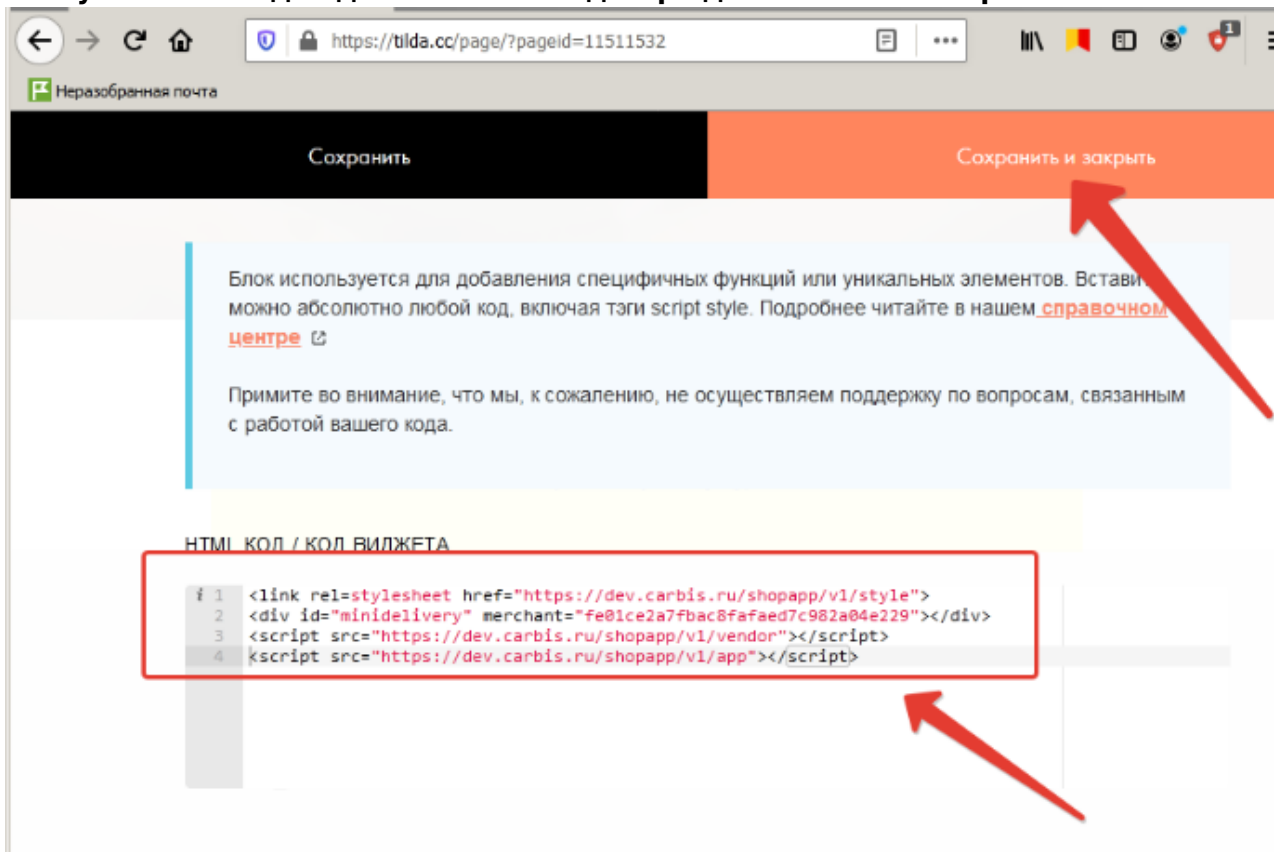 https://tilda.cc/page/?pageid=11511532
1
Неразобранная почта
Сохранить
Сохранить и закрыть
Блок используется для добавления специфичных функций или уникальных элементов.
можно абсолютно любой код, включая тэги script style. Подробнее читайте в нашем справочном
центре
Примите во внимание, что мы, к сожалению, не осуществляем поддержку по вопросам, связанным
с работой вашего кода.
HTML КОД / КОД ВИДЖЕТА
i 1 <link rel=stylesheet href="https://dev.carbis.ru/shopapp/v1/style">
2 <div id="minidelivery" merchant="fe01ce2a7fbac8fafaed7c982a04e229"></div>
3 <script src="https://dev.carbis.ru/shopapp/v1/vendor"></script>
4 <script src="https://dev.carbis.ru/shopapp/v1/app"></script>